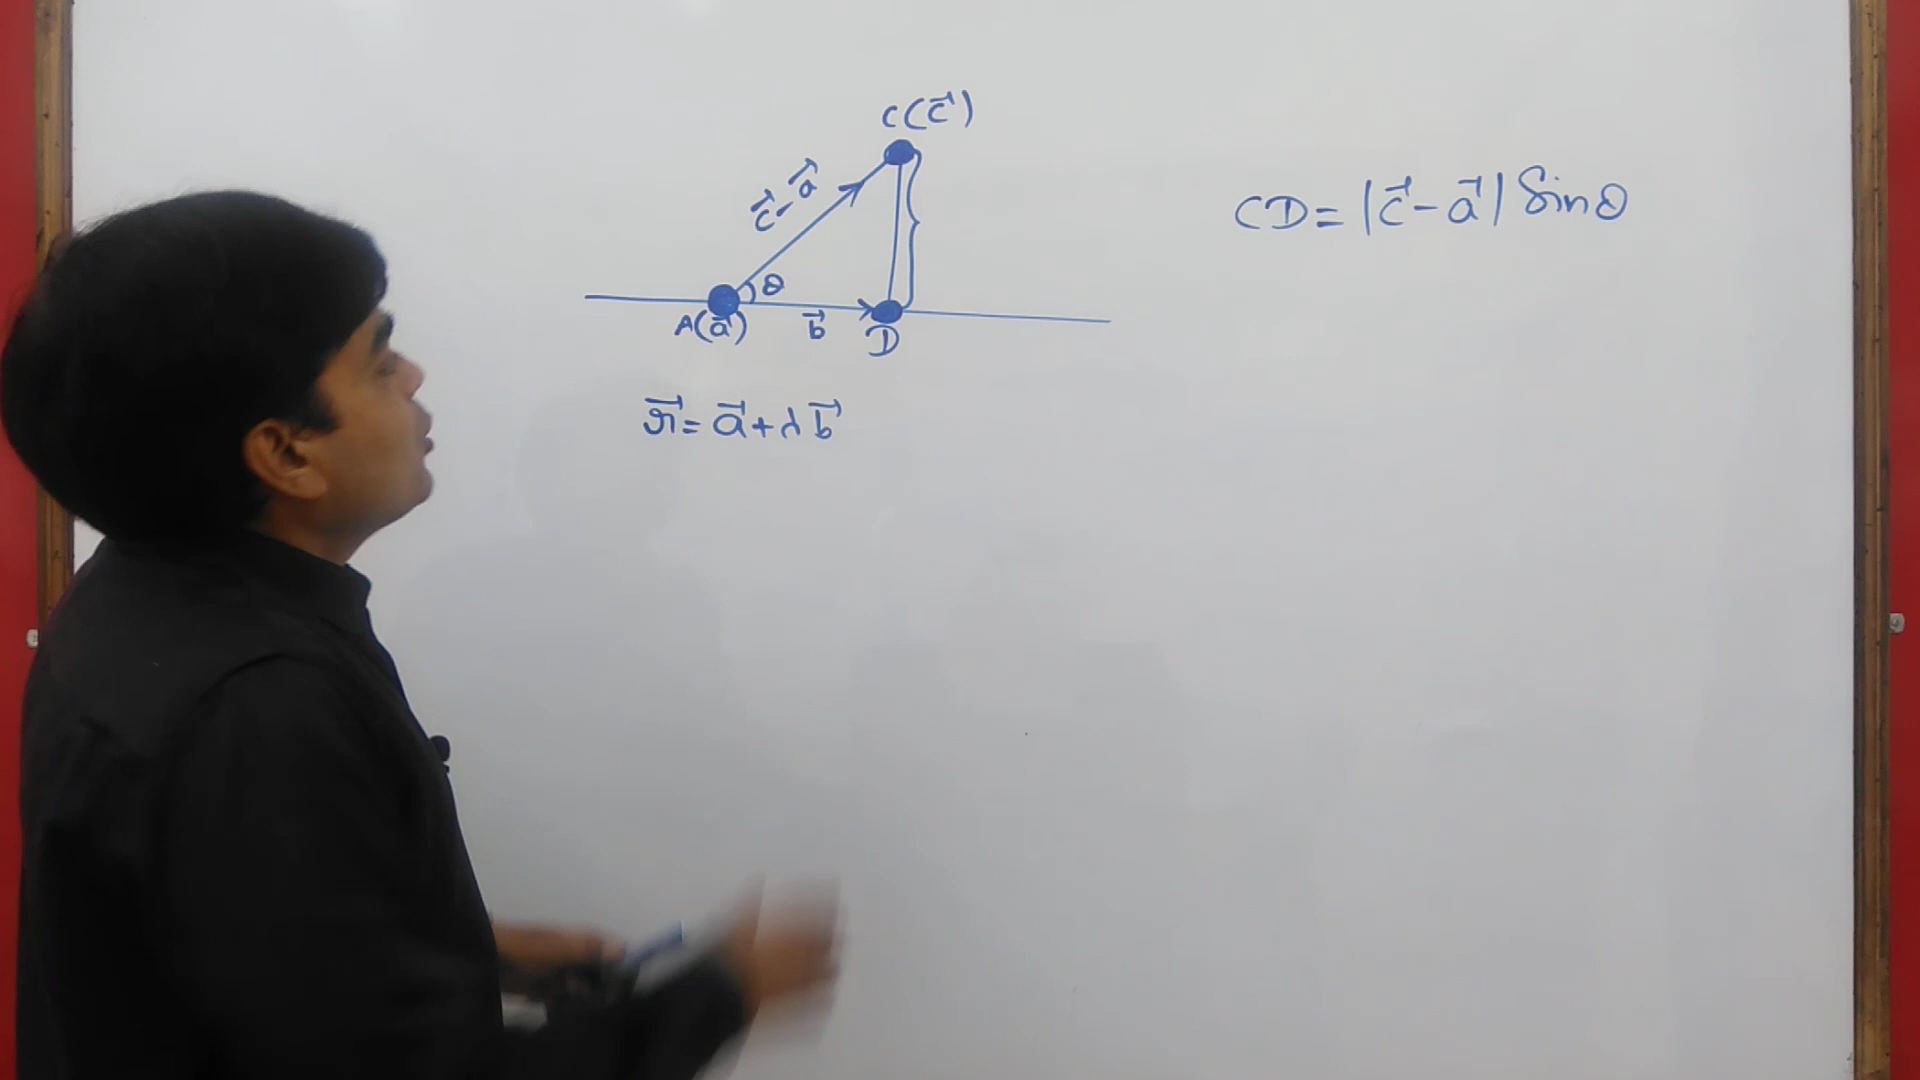 C(c⃗)
c⃗-a⃗
θ
A(a⃗)
b⃗
D
r⃗=a⃗+λb⃗
CD=|c⃗-a⃗|Sinθ